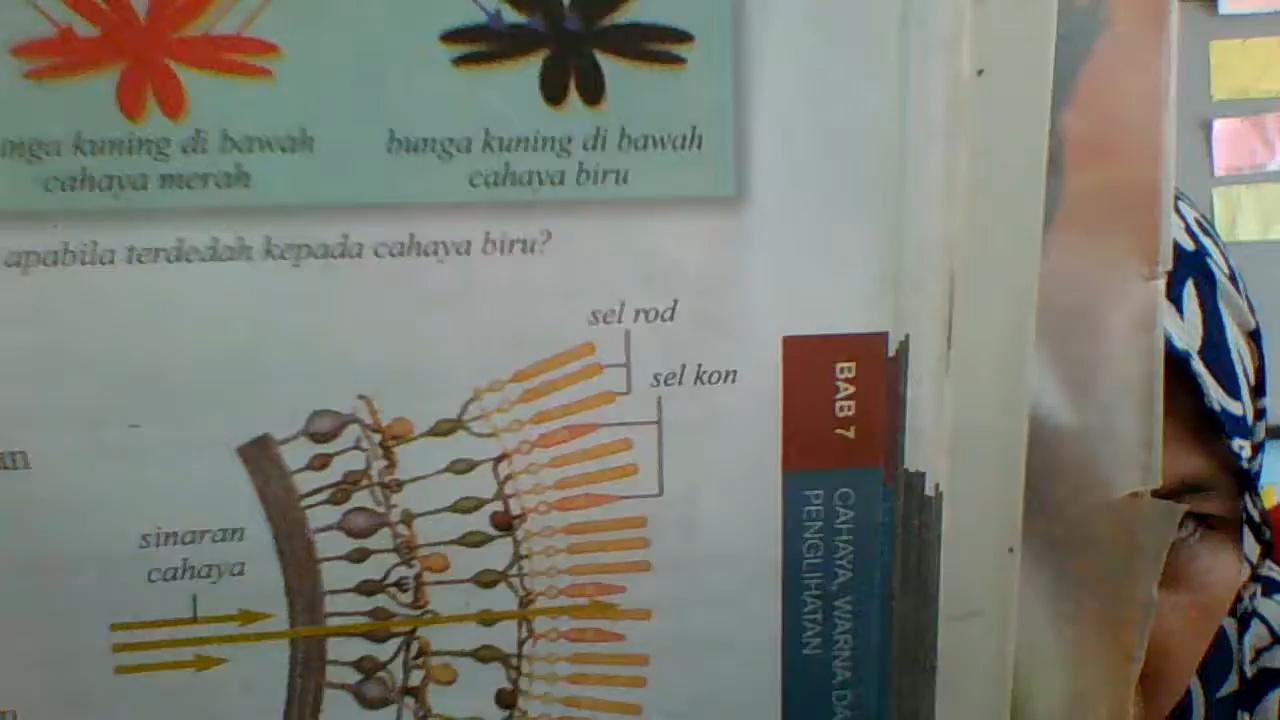 nga kuning di bawah
cahaya merah
bunga kuning di bawah
cahaya biru
apabila terdedah kepada cahaya biru?
sel rod
sel kon
an
sinaran
cahaya
BAB 7
CAHAYA, WARNA DA
PENGLIHATAN